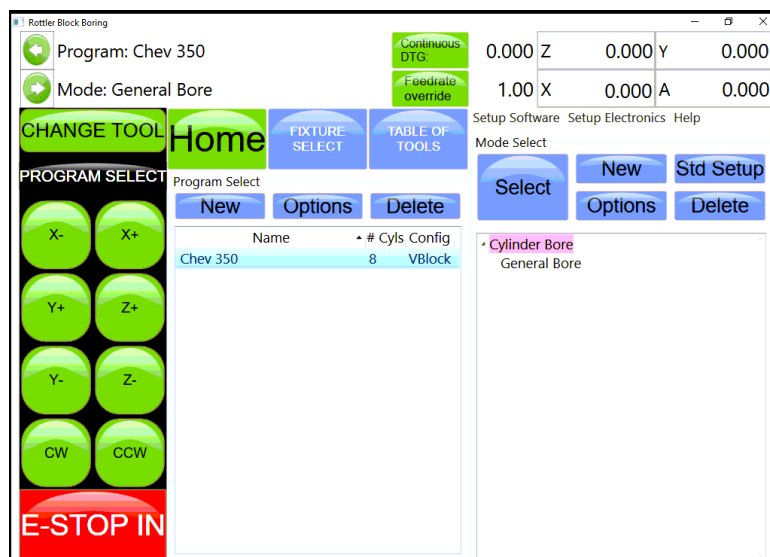 Rottler Block Boring
Program: Chev 350
Continuous DTG:
0.000 Z 0.000 Y 0.000
Mode: General Bore
Feedrate override
1.00 X 0.000 A 0.000
CHANGE TOOL
Home
FIXTURE SELECT
TABLE OF TOOLS
Setup Software Setup Electronics Help
Mode Select
PROGRAM SELECT
Program Select
Select
New
Std Setup
Options
Delete
New
Options
Delete
Name # Cyls Config
Chev 350 8 VBlock
Cylinder Bore
General Bore
X-
X+
Y+
Z+
Y-
Z-
CW
CCW
E-STOP IN